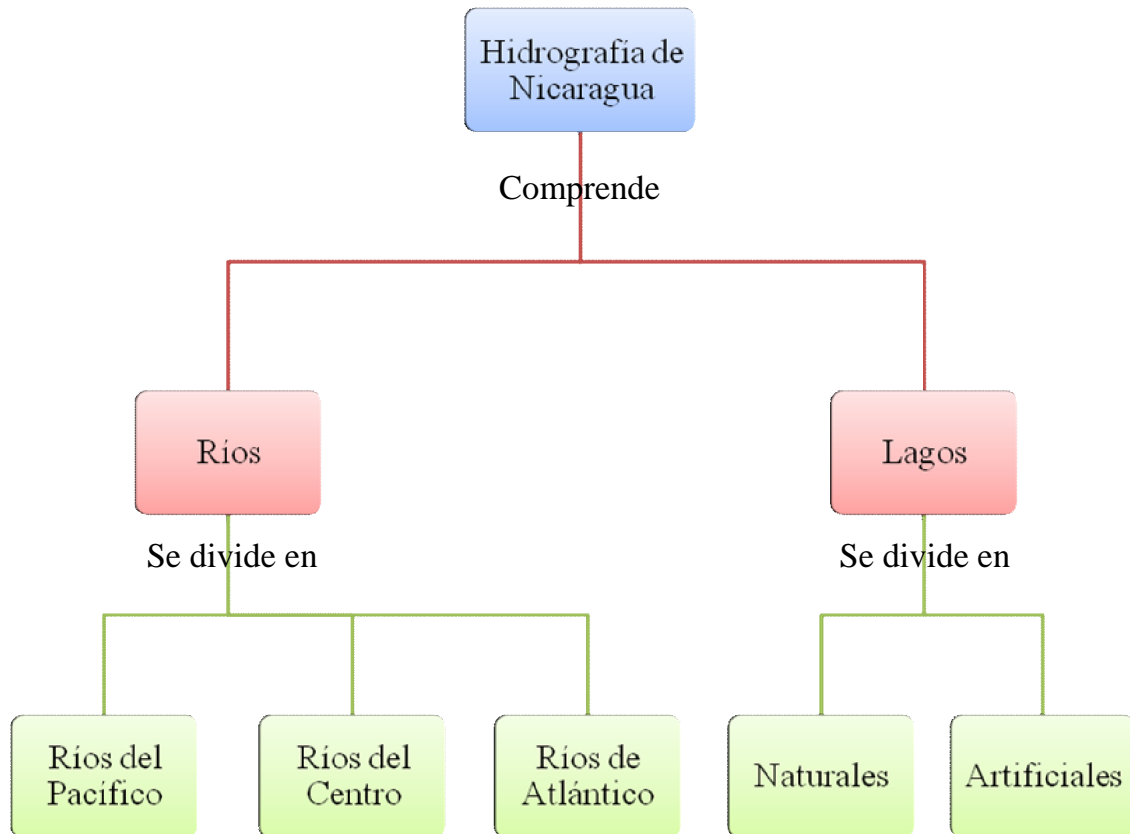 Hidrografía de
Nicaragua
Comprende
Ríos
Lagos
Se divide en
Se divide en
Ríos del
Pacífico
Ríos del
Centro
Ríos de
Atlántico
Naturales
Artificiales